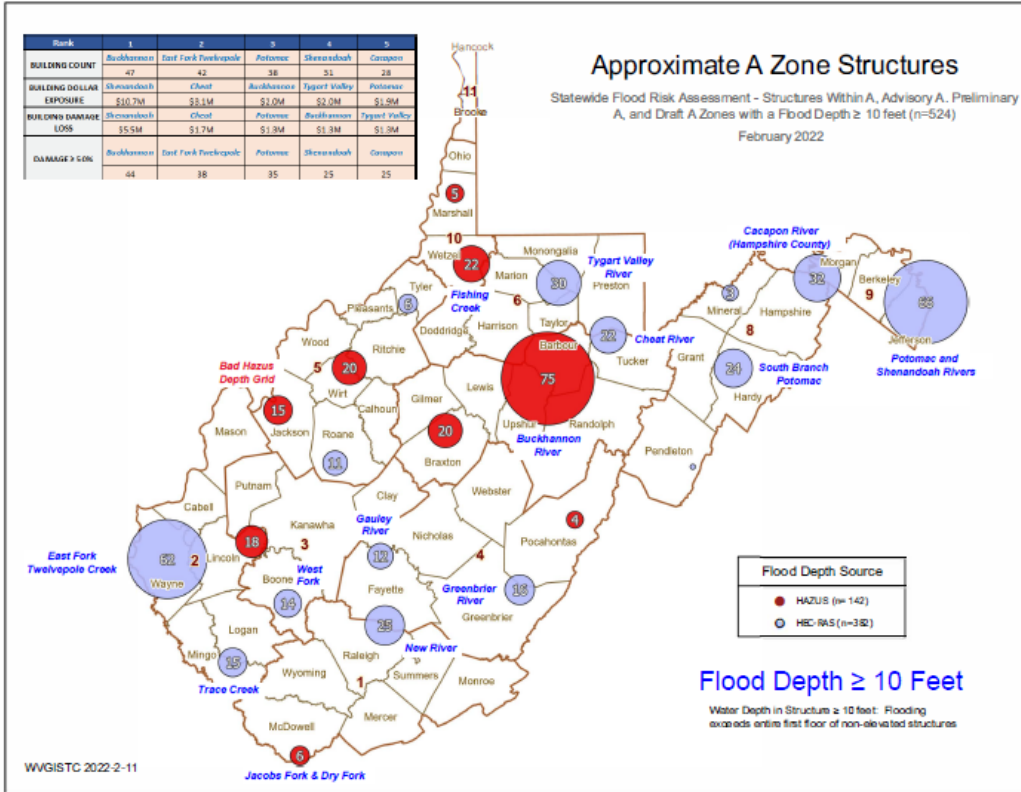 Rank 1 2 3 4 5
BUILDING COUNT Buckhannon East Fork Twelvepole Potomac Shenandoah Cacapon
47 42 38 31 28
BUILDING DOLLAR EXPOSURE Shenandoah Cheat Buckhannon Tygart Valley Potomac
$10.7M $3.1M $2.0M $2.0M $1.9M
BUILDING DAMAGE LOSS Shenandoah Cheat Potomac Buckhannon Tygart Valley
$5.5M $1.7M $1.3M $1.3M $1.3M
DAMAGE ≥ 50% Buckhannon East Fork Twelvepole Potomac Shenandoah Cacapon
44 38 35 25 25
Approximate A Zone Structures
Statewide Flood Risk Assessment - Structures Within A, Advisory A. Preliminary
A, and Draft A Zones with a Flood Depth ≥ 10 feet (n=524)
February 2022
Hancock
11
Brooke
Ohio
5
Marshall
10
Wetzel
22
Fishing
Creek
Monongalia
Marion
30
6
Tygart Valley
River
Preston
Cacapon River
(Hampshire County)
Morgan
32
Berkeley
9
Jefferson
Potomac and
Shenandoah Rivers
3
Mineral
Hampshire
8
Tyler
6
Pleasants
Doddridge
Harrison
Taylor
Barbour
75
22
Cheat River
Tucker
Grant
24
South Branch
Potomac
Hardy
Wood
Ritchie
5
20
Wirt
Bad Hazus
Depth Grid
15
Jackson
Calhoun
Gilmer
Lewis
20
Braxton
Upshur
Randolph
Buckhannon
River
Pendleton
Mason
Roane
11
Putnam
Clay
Webster
Cabell
Kanawha
Gauley
River
Nicholas
4
Pocahontas
East Fork
Twelvepole Creek
62
2
Wayne
Lincoln
18
3
West
Fork
Boone
14
12
Fayette
4
Greenbrier
River
16
Greenbrier
Logan
25
New River
Mingo
15
Trace Creek
Raleigh
Wyoming
1
Summers
Monroe
McDowell
Mercer
6
Jacobs Fork & Dry Fork
Flood Depth Source
HAZUS (n= 142)
HEC-RAS (n=382)
Flood Depth ≥ 10 Feet
Water Depth in Structure ≥ 10 feet: Flooding
exceeds entire first floor of non-elevated structures
WVGISTC 2022-2-11